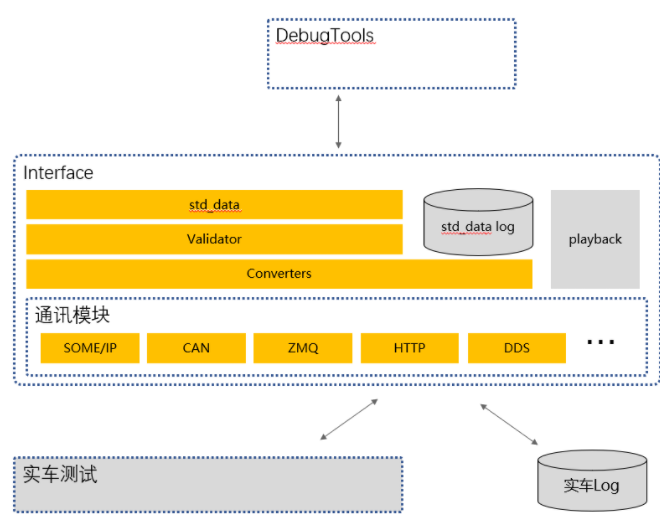 DebugTools
Interface
std_data
std_data log
playback
Validator
Converters
通讯模块
SOME/IP
CAN
ZMQ
HTTP
DDS
...
实车测试
实车Log